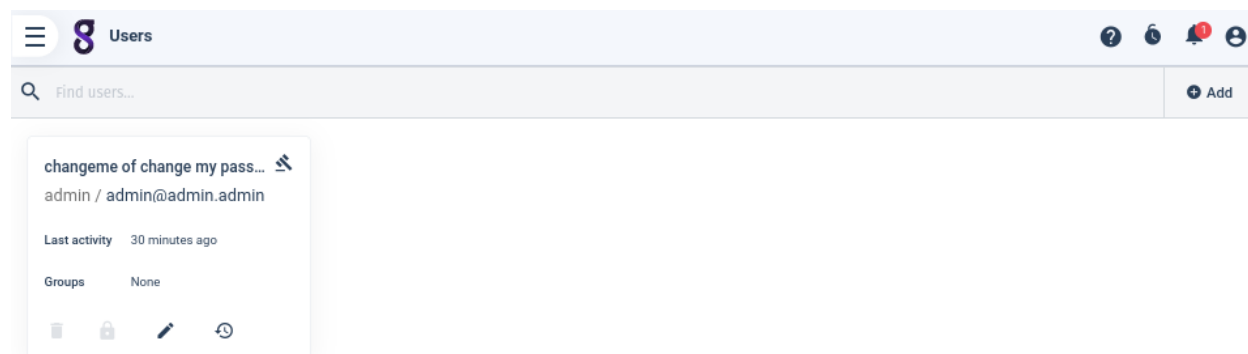 Users
1
Find users...
Add
changeme of change my pass...
admin / admin@admin.admin
Last activity 30 minutes ago
Groups None